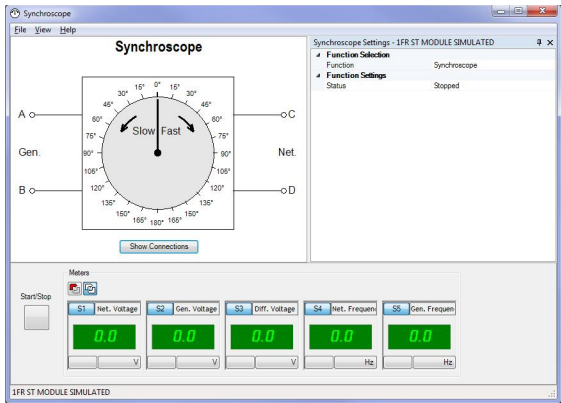 Synchroscope
File View Help
Synchroscope
0°
15° 15°
30° 30°
45° 45°
60° 60°
75° 75°
90° 90°
105° 105°
120° 120°
135° 135°
150° 150°
165° 180° 165°
Slow Fast
A
C
Gen.
Net.
B
D
Show Connections
Synchroscope Settings - 1FR ST MODULE SIMULATED
Function Selection
Function Synchroscope
Function Settings
Status Stopped
Start/Stop
Meters
S1 Net. Voltage S2 Gen. Voltage S3 Diff. Voltage S4 Net. Frequen S5 Gen. Frequen
0.0 0.0 0.0 0.0 0.0
V V V Hz Hz
1FR ST MODULE SIMULATED